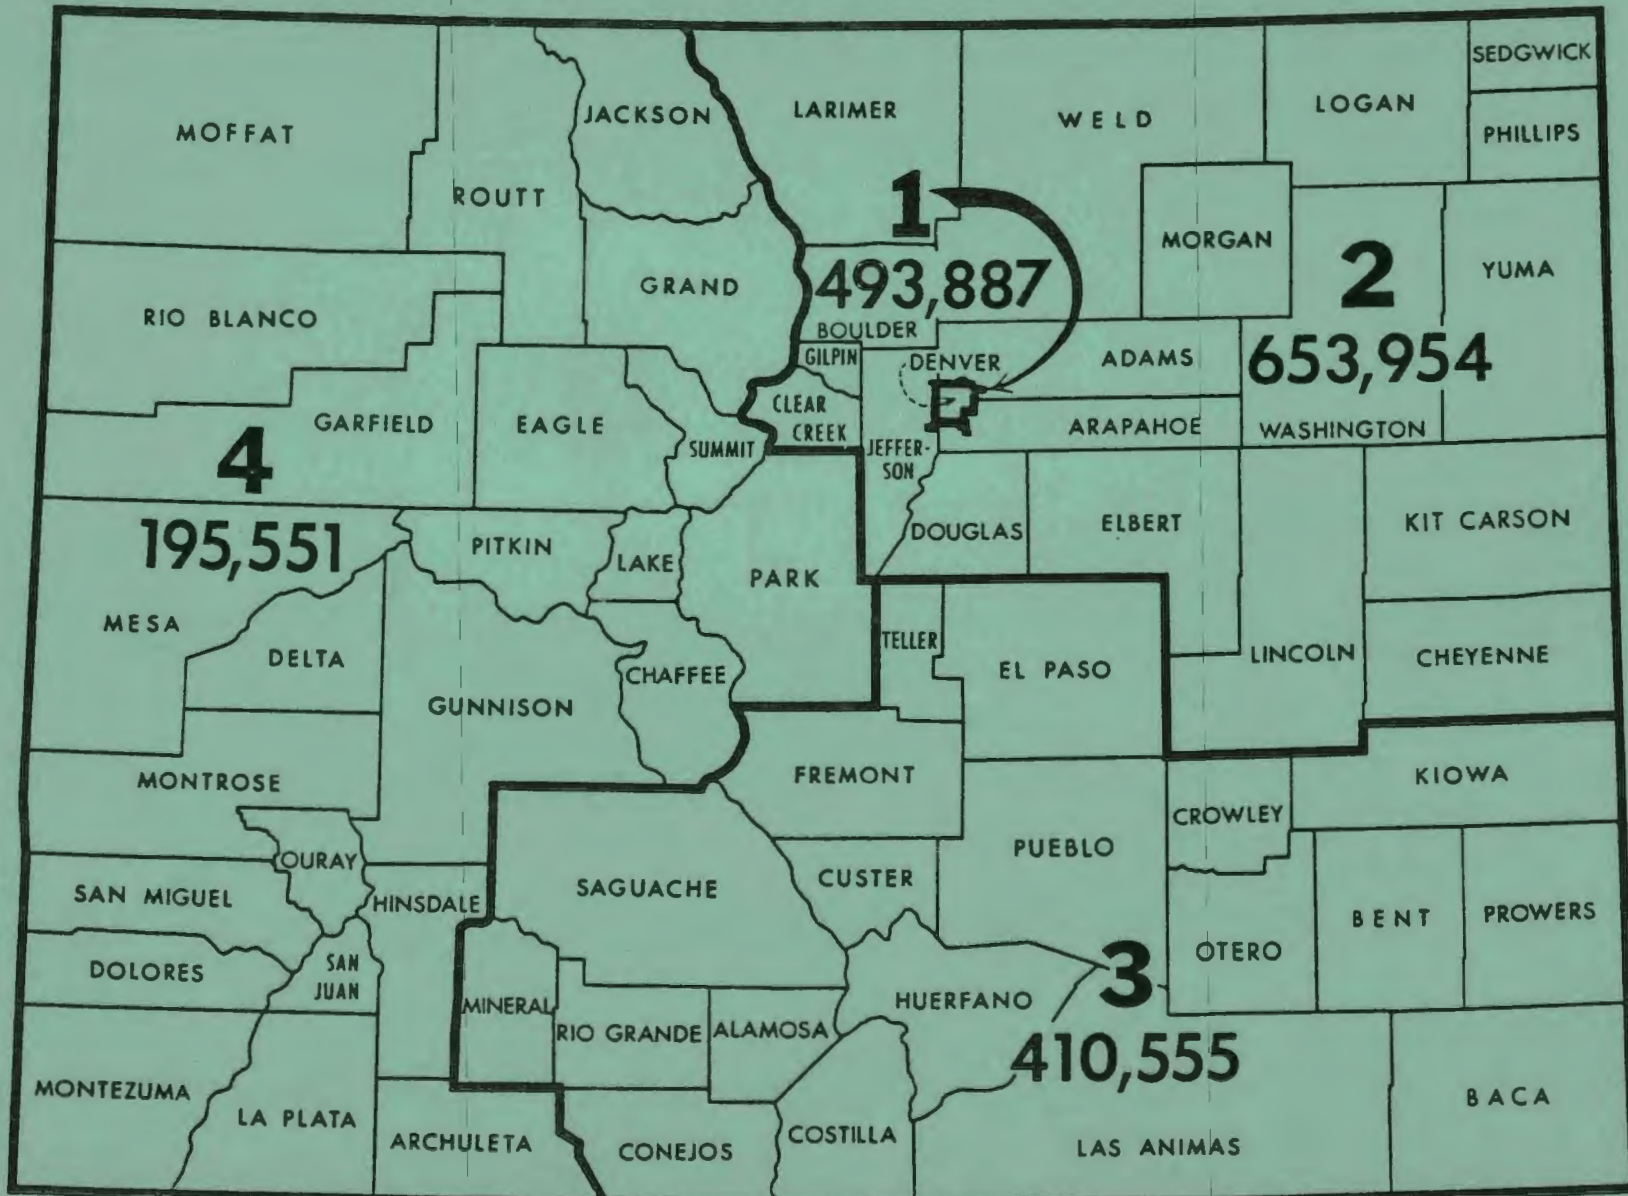 SEDGWICK
MOFFAT
JACKSON
LARIMER
WELD
LOGAN
PHILLIPS
ROUTT
1
MORGAN
2
YUMA
RIO BLANCO
GRAND
493,887
BOULDER
GILPIN
DENVER
ADAMS
653,954
GARFIELD
EAGLE
SUMMIT
CLEAR
CREEK
JEFFER-
SON
ARAPAHOE
WASHINGTON
4
195,551
PITKIN
LAKE
PARK
DOUGLAS
ELBERT
KIT CARSON
MESA
DELTA
GUNNISON
CHAFFEE
TELLER
EL PASO
LINCOLN
CHEYENNE
MONTROSE
FREMONT
KIOWA
OURAY
SAN MIGUEL
HINSDALE
SAGUACHE
CUSTER
PUEBLO
CROWLEY
BENT
PROWERS
DOLORES
SAN
JUAN
MINERAL
RIO GRANDE
ALAMOSA
HUERFANO
3
410,555
OTERO
MONTEZUMA
LA PLATA
ARCHULETA
CONEJOS
COSTILLA
LAS ANIMAS
BACA